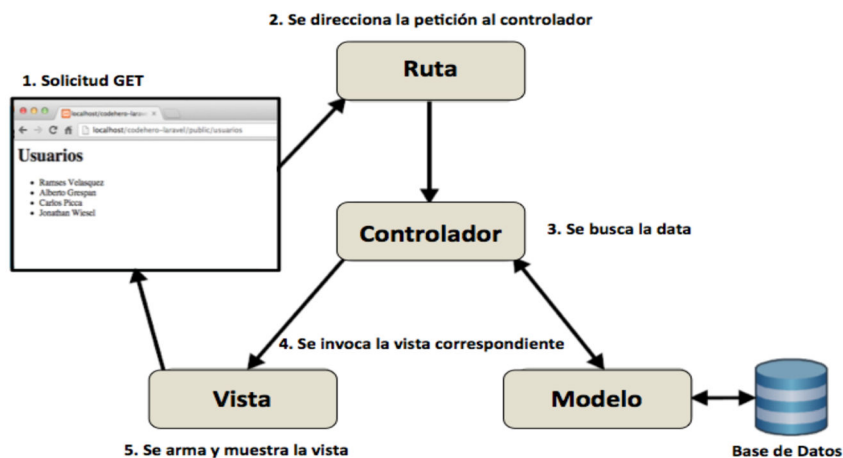 2. Se direcciona la petición al controlador
Ruta
1. Solicitud GET
localhost/codehero-larav
localhost/codehero-laravel/public/usuarios
Usuarios
Ramses Velasquez
Alberto Grespan
Carlos Picca
Jonathan Wiesel
Controlador
3. Se busca la data
4. Se invoca la vista correspondiente
Vista
Modelo
5. Se arma y muestra la vista
Base de Datos